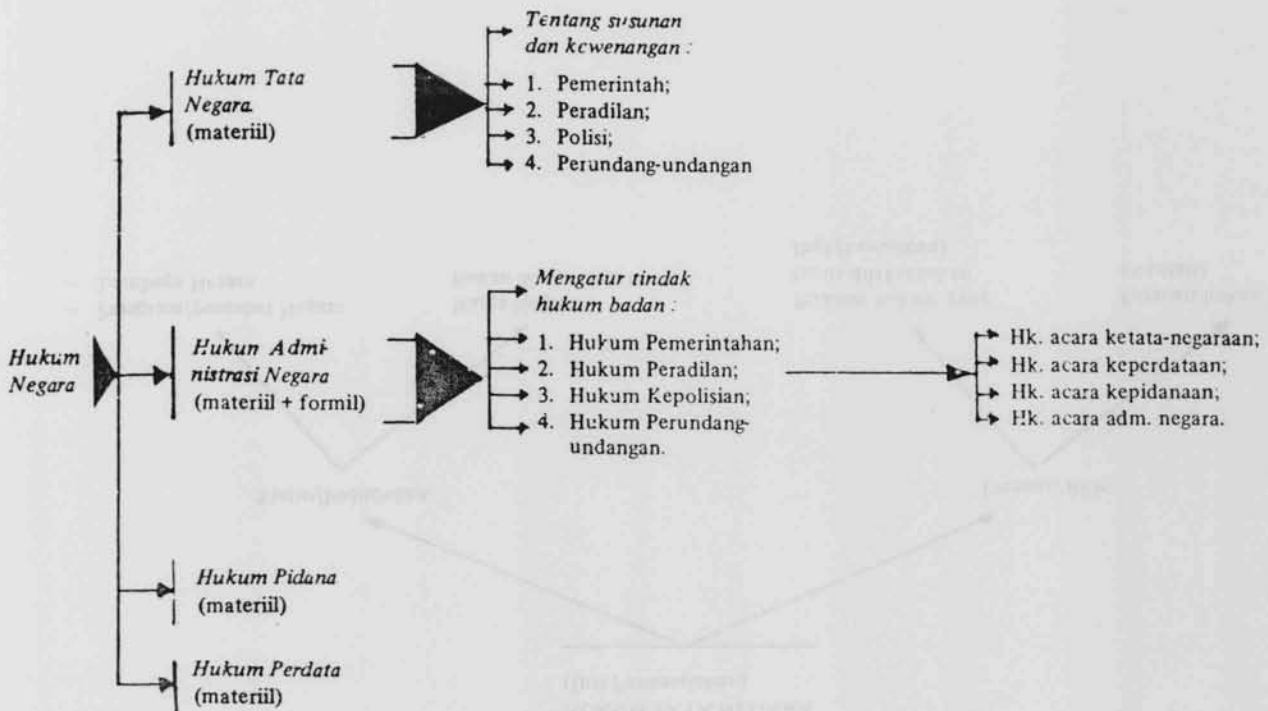 Tentang susunan
dan kewenangan :
Hukum Tata
Negara.
(materiil)
1. Pemerintah;
2. Peradilan;
3. Polisi;
4. Perundang-undangan
Mengatur tindak
hukum badan :
Hukum
Negara
Hukun Admi-
nistrasi Negara
(materiil + formil)
1. Hukum Pemerintahan;
2. Hukum Peradilan;
3. Hukum Kepolisian;
4. Hukum Perundang-
undangan.
Hk. acara ketata-negaraan;
Hk. acara keperdataan;
Hk. acara kepidanaan;
Hk. acara adm. negara.
Hukum Pidana
(materiil)
Hukum Perdata
(materiil)